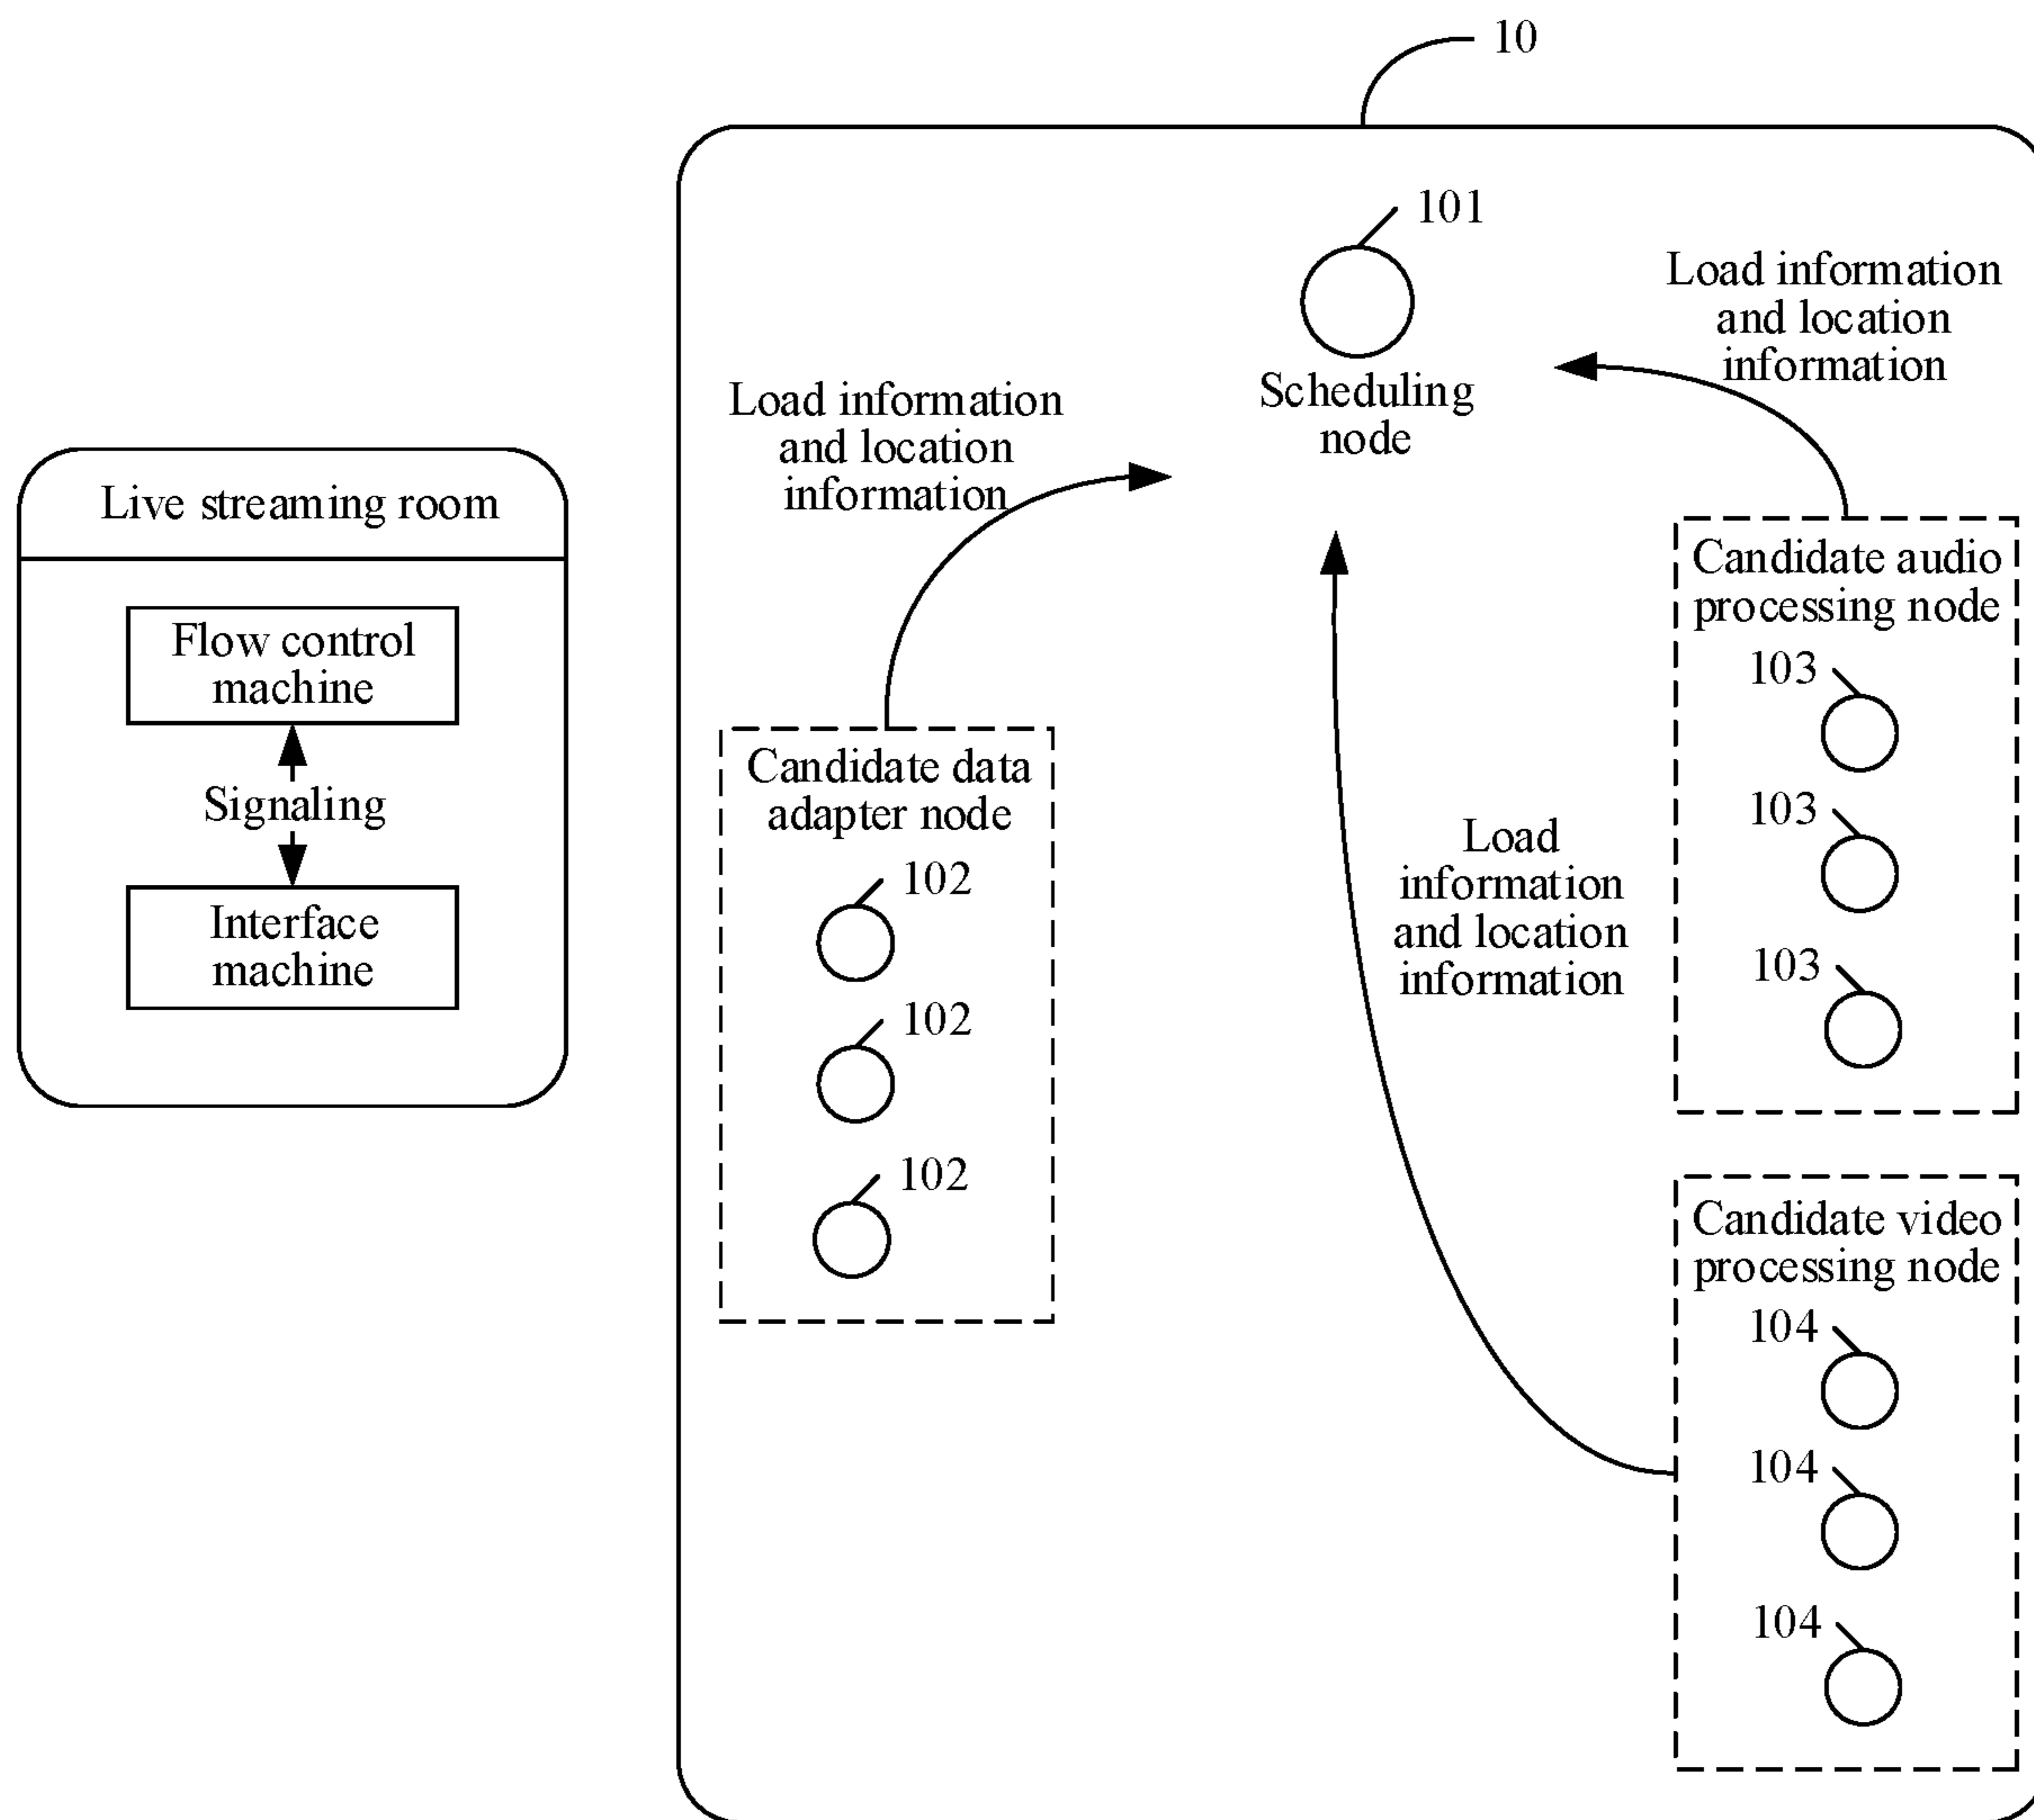 10
101
Scheduling
node
Load information
and location
information
Load information
and location
information
Live streaming room
Flow control
machine
Signaling
Interface
machine
Candidate data
adapter node
102
102
102
Load
information
and location
information
Candidate audio
processing node
103
103
103
Candidate video
processing node
104
104
104